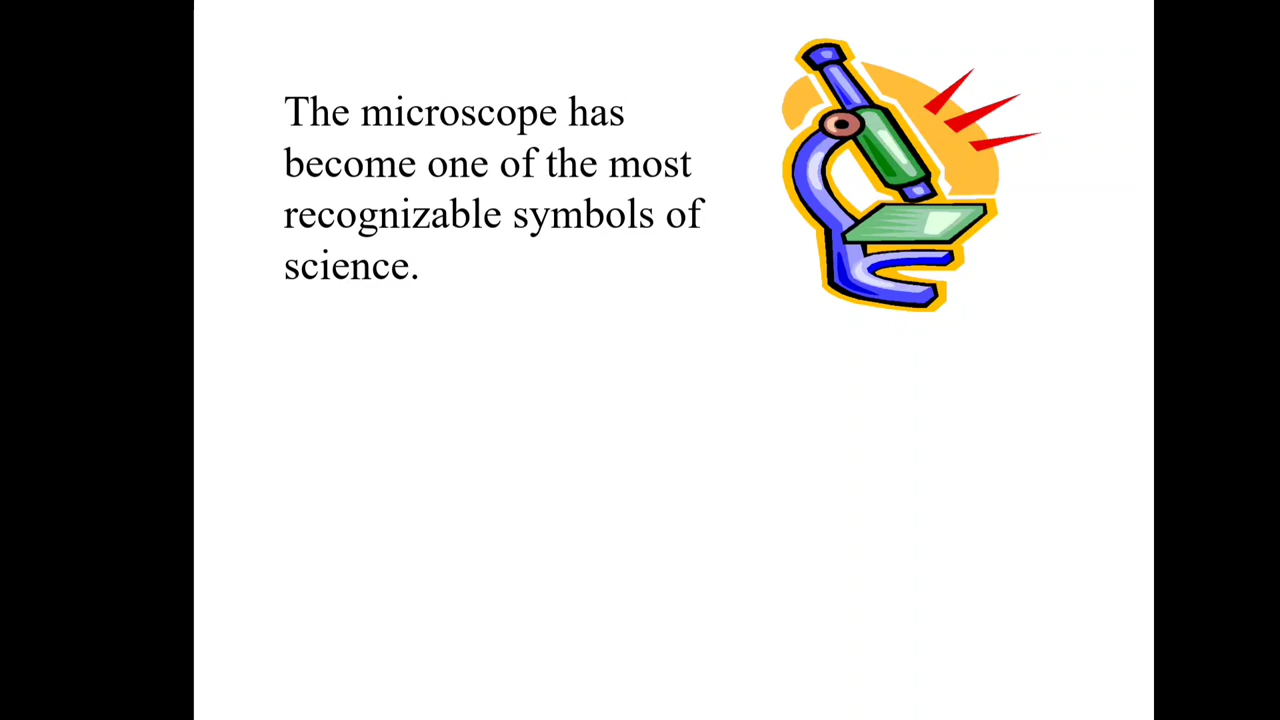 The microscope has
become one of the most
recognizable symbols of
science.